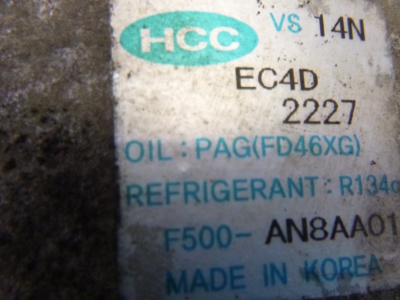 HCC VS 14N
EC4D
2227
OIL : PAG(FD46XG)
REFRIGERANT : R134a
F500- AN8AA01
MADE IN KOREA